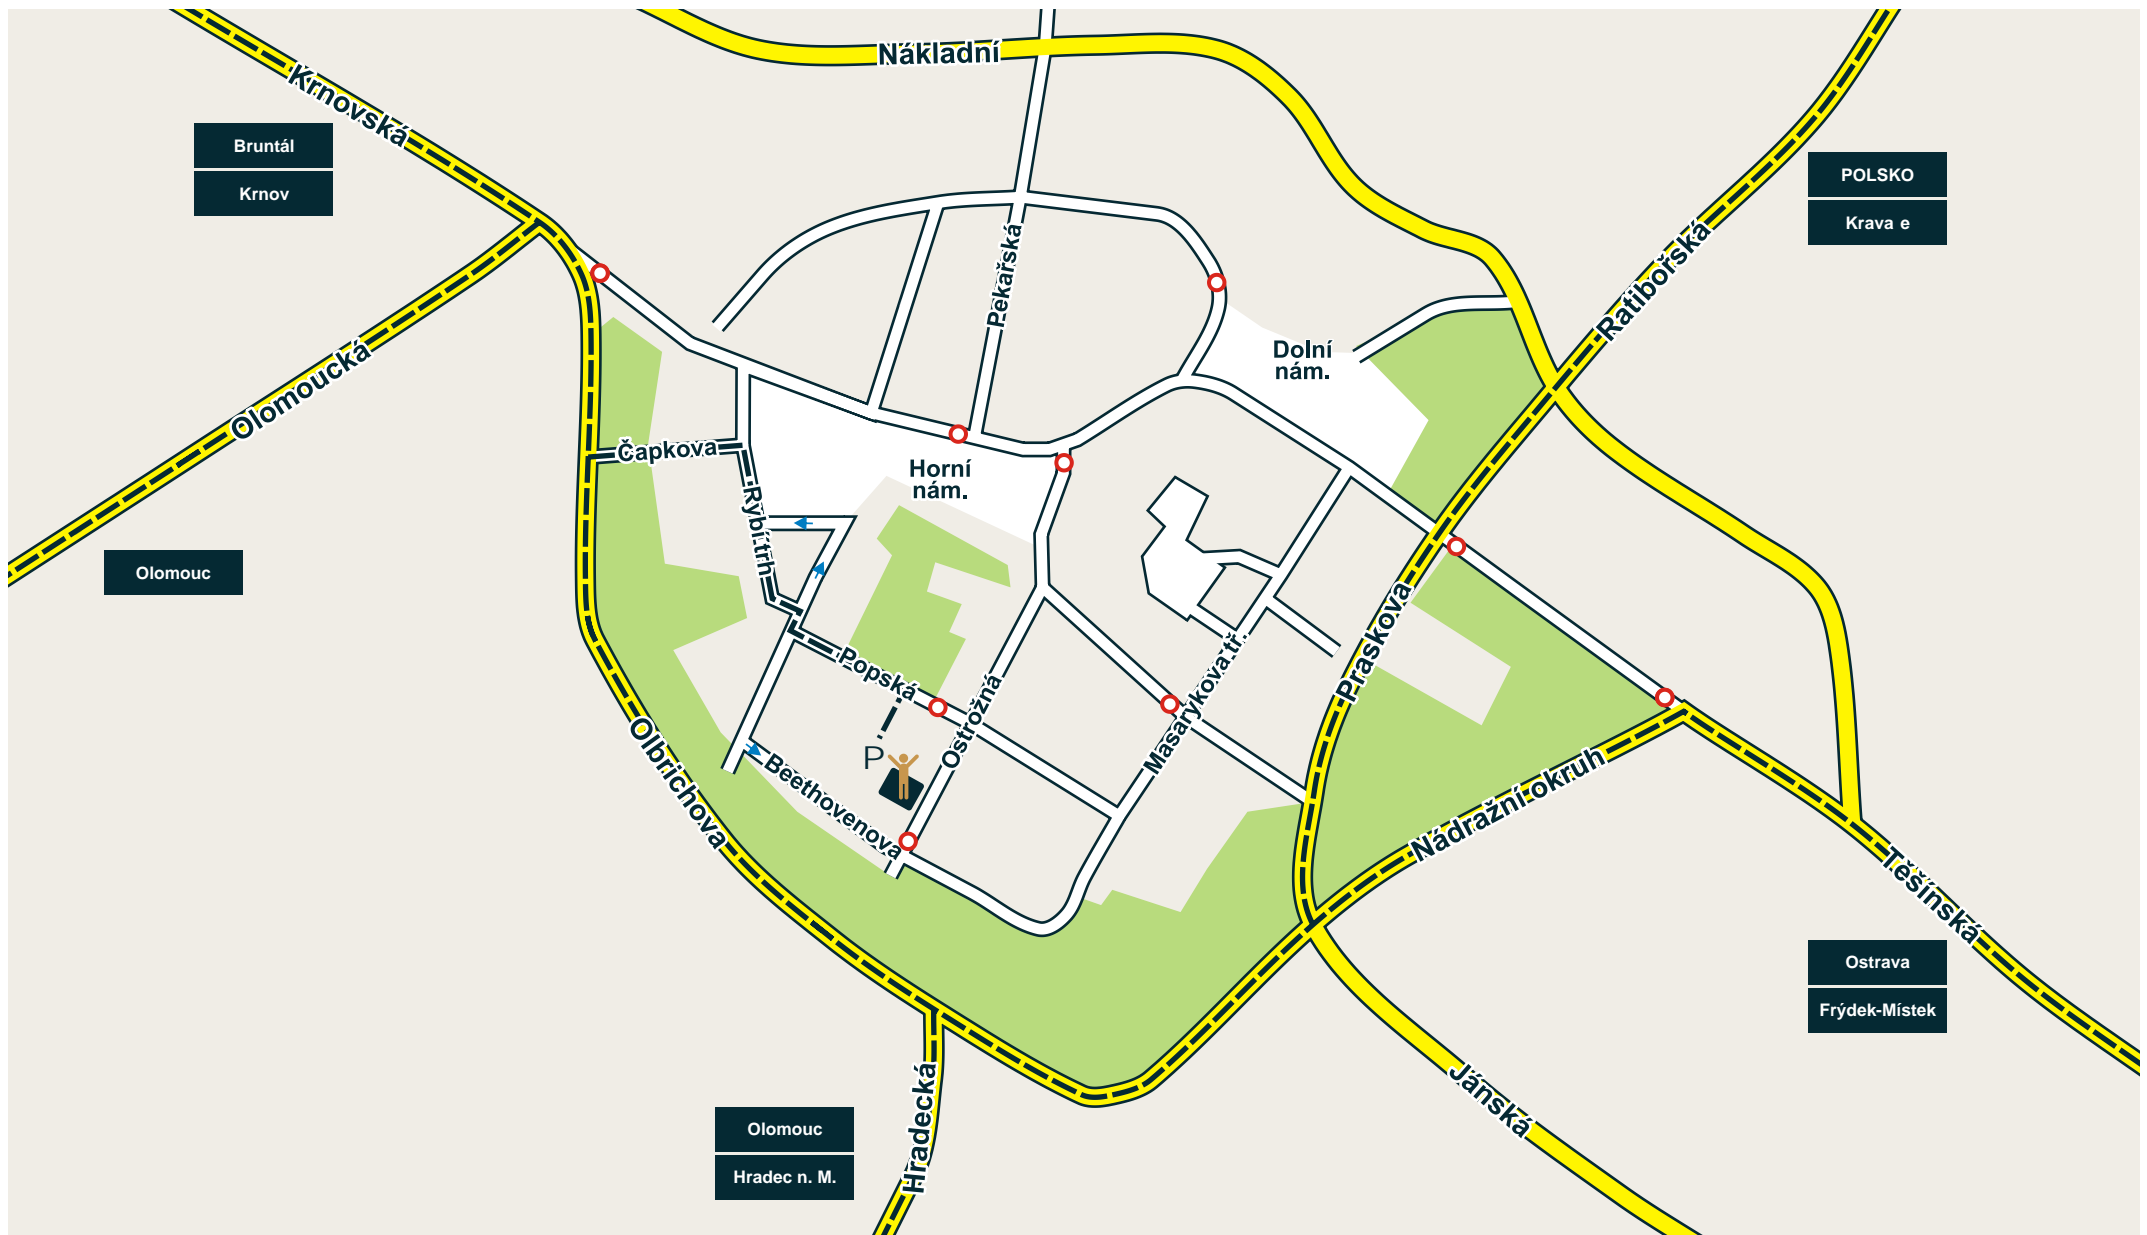 Nákladní
Krnovská
Bruntál
Krnov
POLSKO
Krava e
Ratibořská
Pekařská
Dolní
nám.
Olomoucká
Čapkova
Horní
nám.
Rybí trh
Olomouc
Praskova
Popská
Ostrožná
Masarykova tř.
Olbrichova
P
Beethovenova
Nádražní okruh
Těšínská
Ostrava
Frýdek-Místek
Jánská
Hradecká
Olomouc
Hradec n. M.